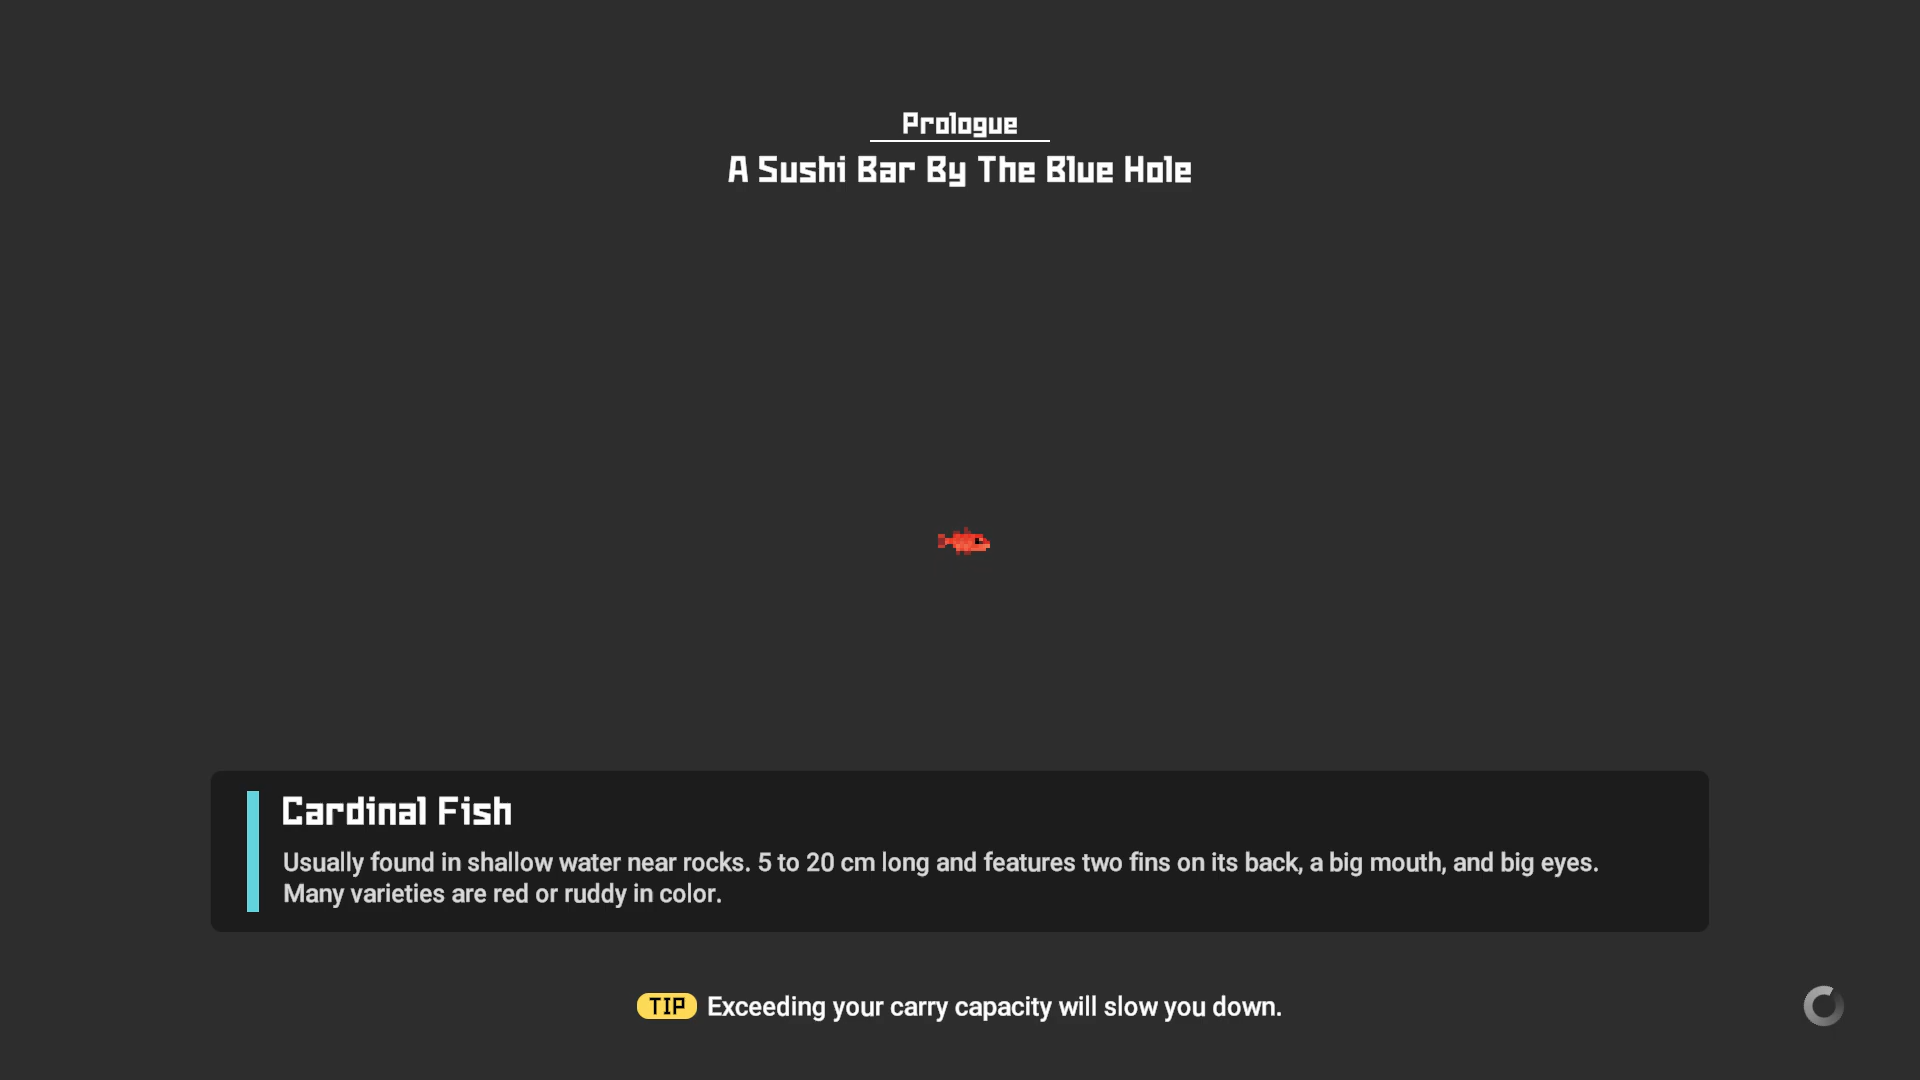 Prologue
A Sushi Bar By The Blue Hole
Cardinal Fish
Usually found in shallow water near rocks. 5 to 20 cm long and features two fins on its back, a big mouth, and big eyes.
Many varieties are red or ruddy in color.
TIP Exceeding your carry capacity will slow you down.